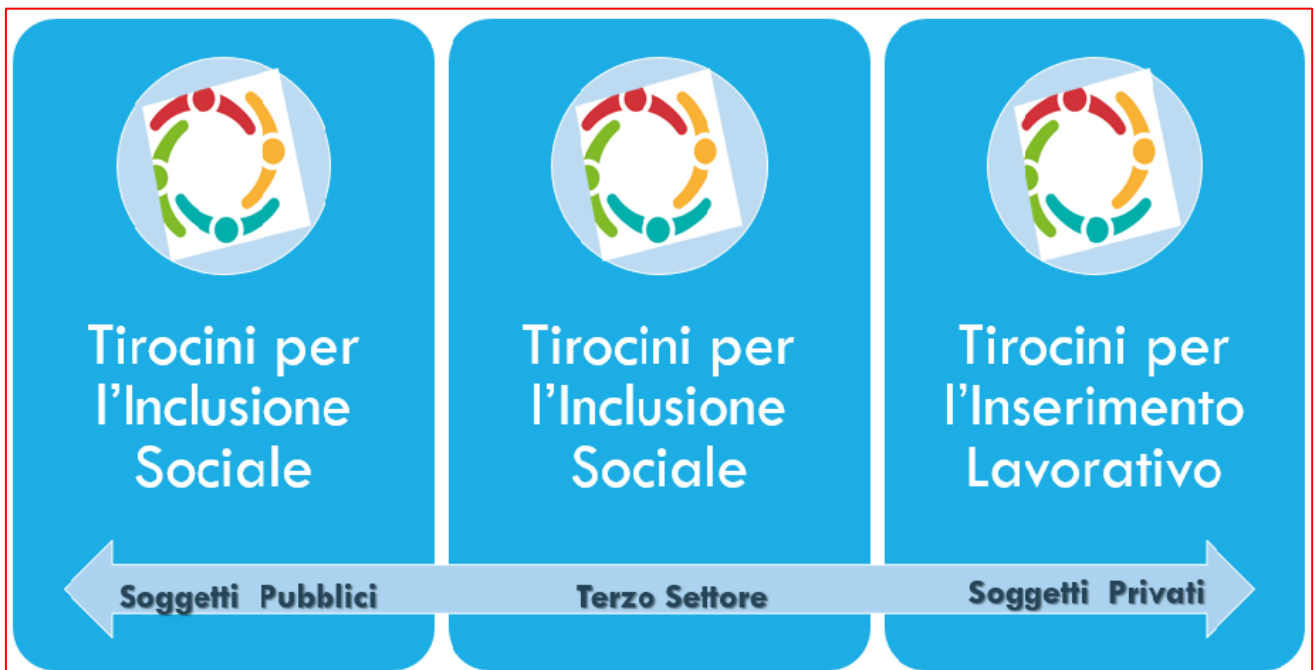 Tirocini per
l'Inclusione
Sociale
Tirocini per
l'Inclusione
Sociale
Tirocini per
l'Inserimento
Lavorativo
Soggetti Pubblici
Terzo Settore
Soggetti Privati